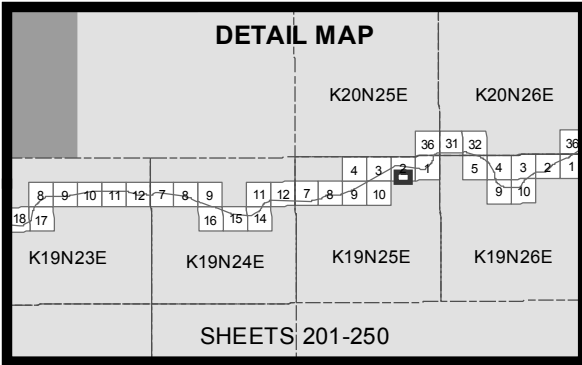 DETAIL MAP
K20N25E K20N26E
36 31 32 36
4 3 2 1 5 4 3 2 1
8 9 10 11 12 7 8 9 11 12 7 8 9 10 9 10
18 17 16 15 14
K19N23E K19N24E K19N25E K19N26E
SHEETS 201-250